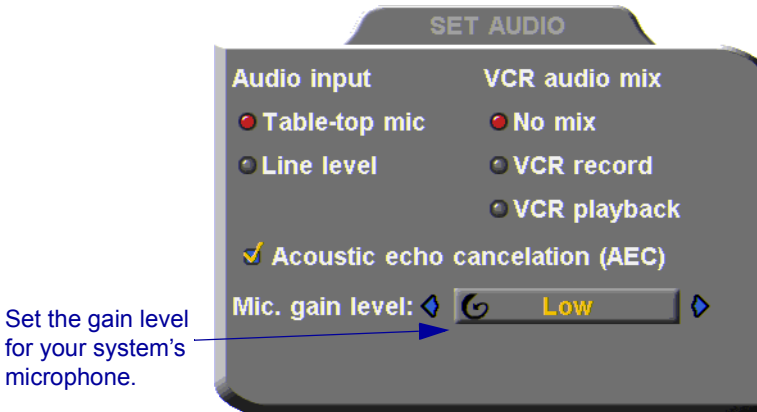 SET AUDIO
Audio input
VCR audio mix
Table-top mic
No mix
Line level
VCR record
VCR playback
Acoustic echo cancelation (AEC)
Mic. gain level:
Low
Set the gain level
for your system’s
microphone.